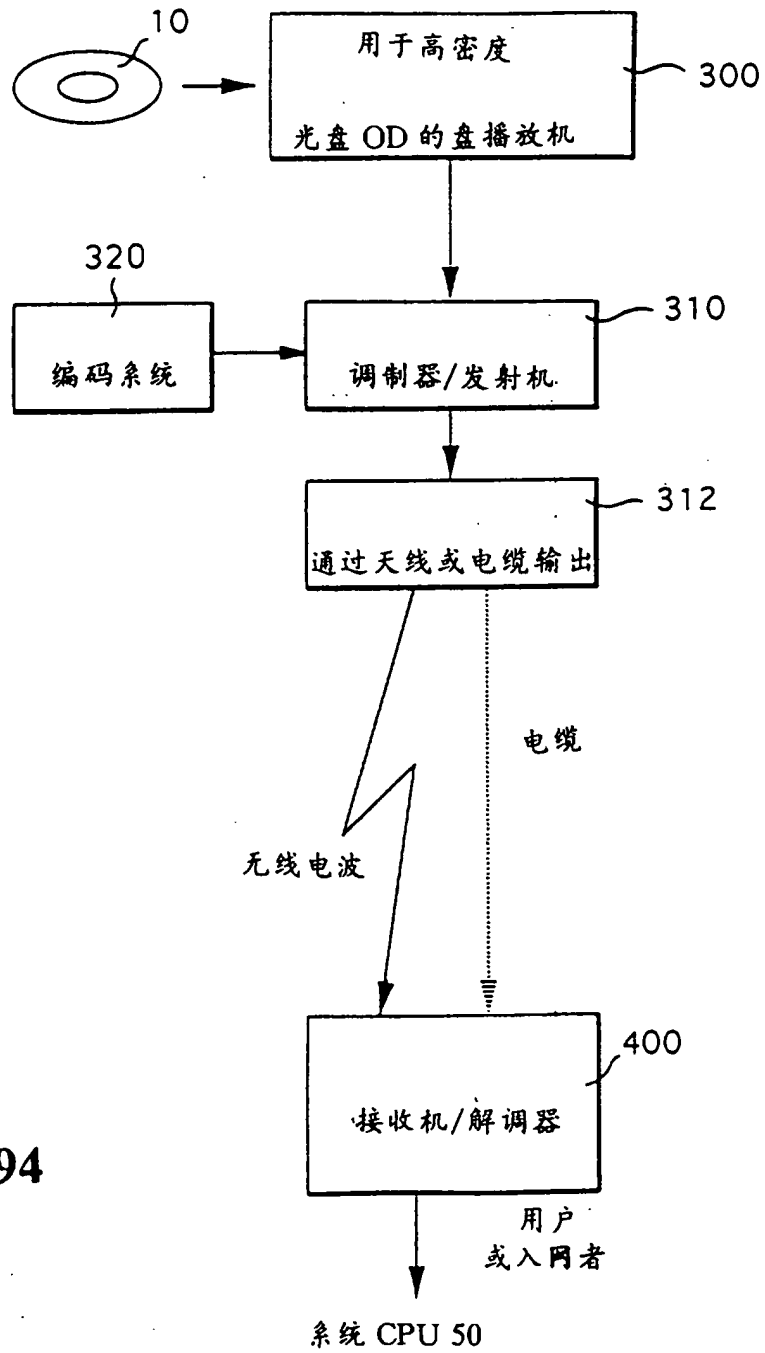 10
用于高密度
300
光盘 OD 的盘播放机
320
310
编码系统
调制器/发射机
312
通过天线或电缆输出
电缆
无线电波
400
接收机/解调器
94
用户
或入网者
系统 CPU 50